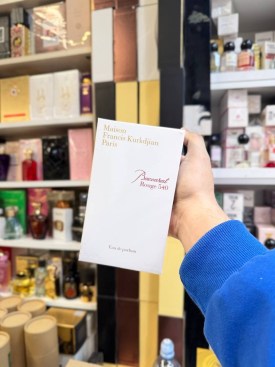 Maison
Francis Kurkdjian
Paris
Baccarat
Rouge 540
Eau de parfum